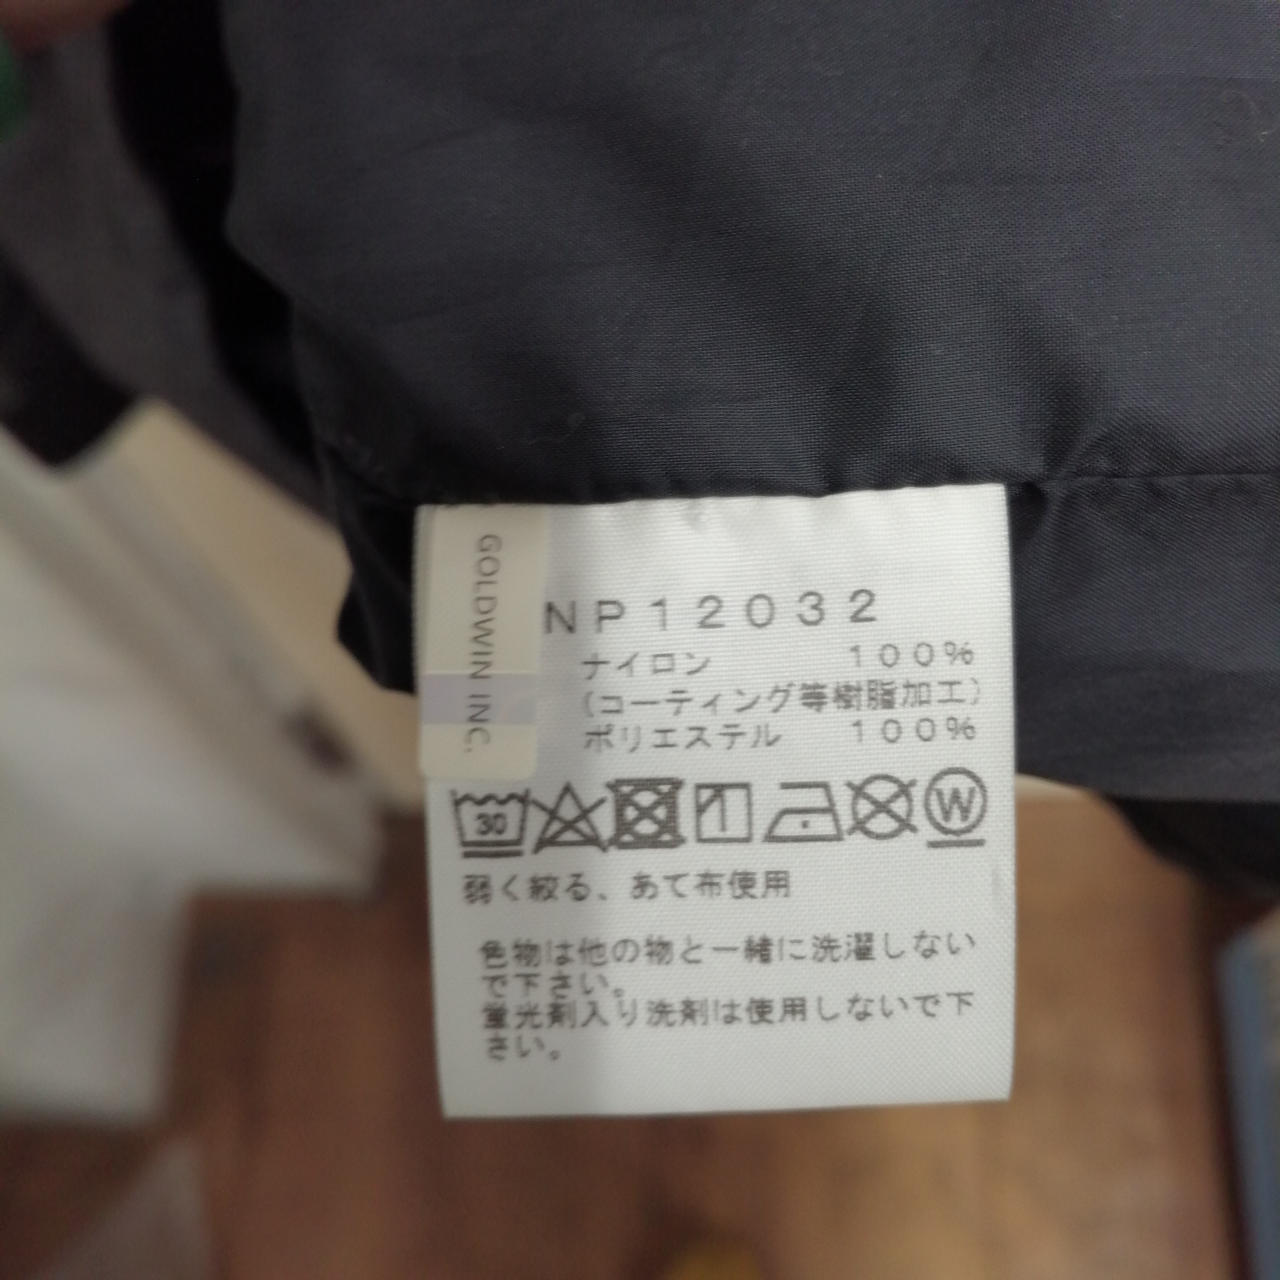 GOLDWIN INC.
NP12032
ナイロン 100%
(コーティング等樹脂加工)
ポリエステル 100%
30
W
弱く絞る、あて布使用
色物は他の物と一緒に洗濯しない
で下さい。
蛍光剤入り洗剤は使用しないで下
さい。